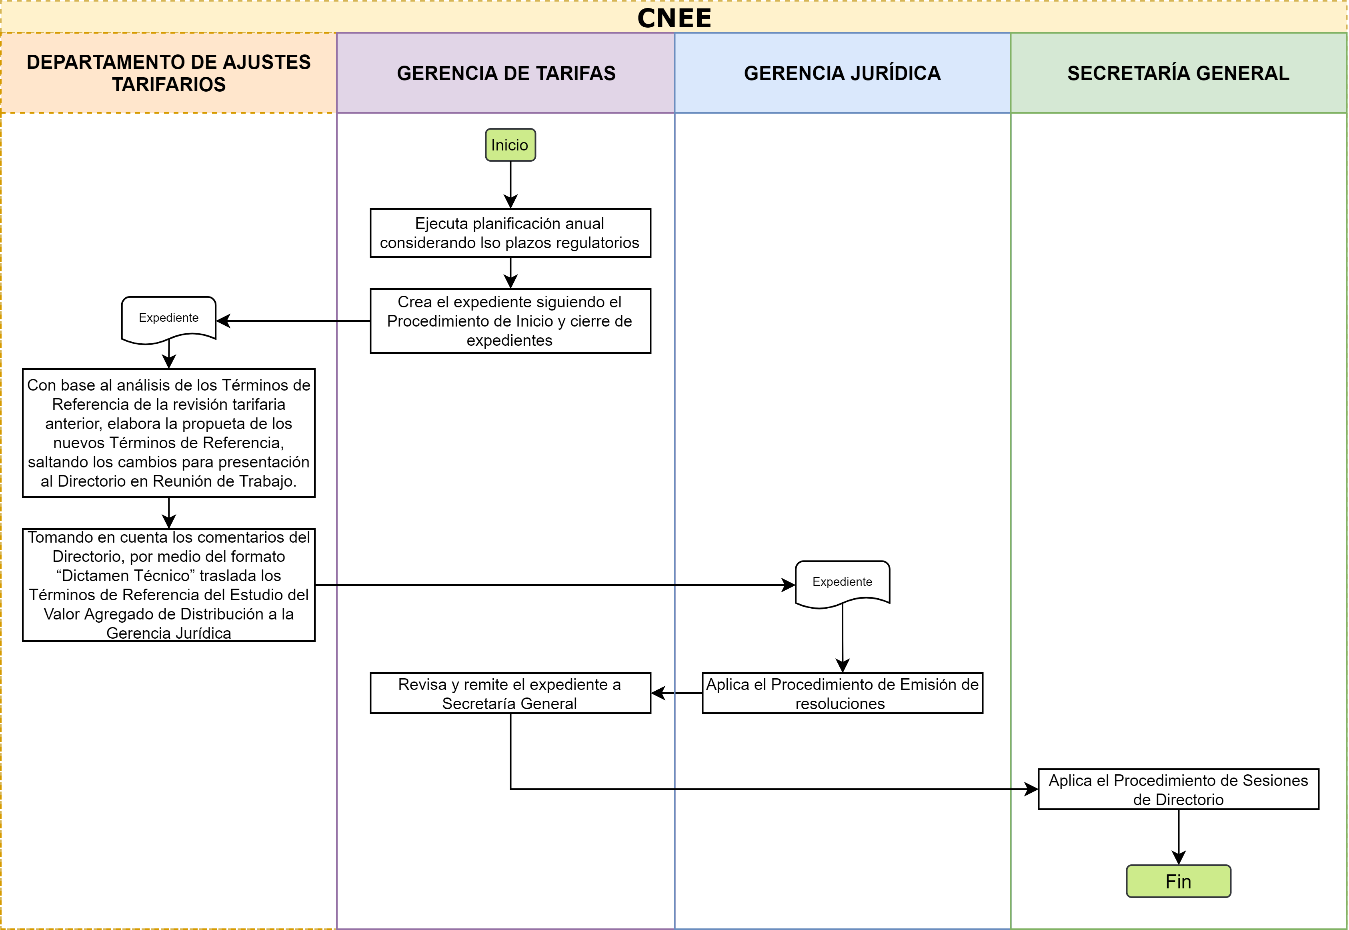 CNEE
DEPARTAMENTO DE AJUSTES
TARIFARIOS
GERENCIA DE TARIFAS
GERENCIA JURÍDICA
SECRETARÍA GENERAL
Inicio
Ejecuta planificación anual
considerando lso plazos regulatorios
Crea el expediente siguiendo el
Procedimiento de Inicio y cierre de
expedientes
Expediente
Con base al análisis de los Términos de
Referencia de la revisión tarifaria
anterior, elabora la propueta de los
nuevos Términos de Referencia,
saltando los cambios para presentación
al Directorio en Reunión de Trabajo.
Tomando en cuenta los comentarios del
Directorio, por medio del formato
“Dictamen Técnico” traslada los
Términos de Referencia del Estudio del
Valor Agregado de Distribución a la
Gerencia Jurídica
Expediente
Aplica el Procedimiento de Emisión de
resoluciones
Revisa y remite el expediente a
Secretaría General
Aplica el Procedimiento de Sesiones
de Directorio
Fin